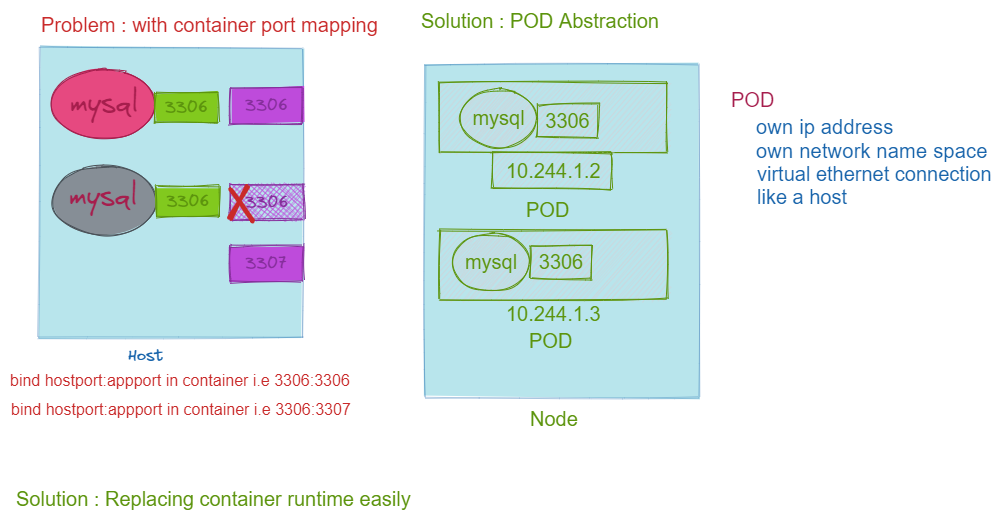 Problem : with container port mapping
mysql
3306
3306
mysql
3306
3306
3307
Host
bind hostport:appport in container i.e 3306:3306
bind hostport:appport in container i.e 3306:3307
Solution : POD Abstraction
mysql
3306
10.244.1.2
POD
mysql
3306
10.244.1.3
POD
Node
POD
own ip address
own network name space
virtual ethernet connection
like a host
Solution : Replacing container runtime easily